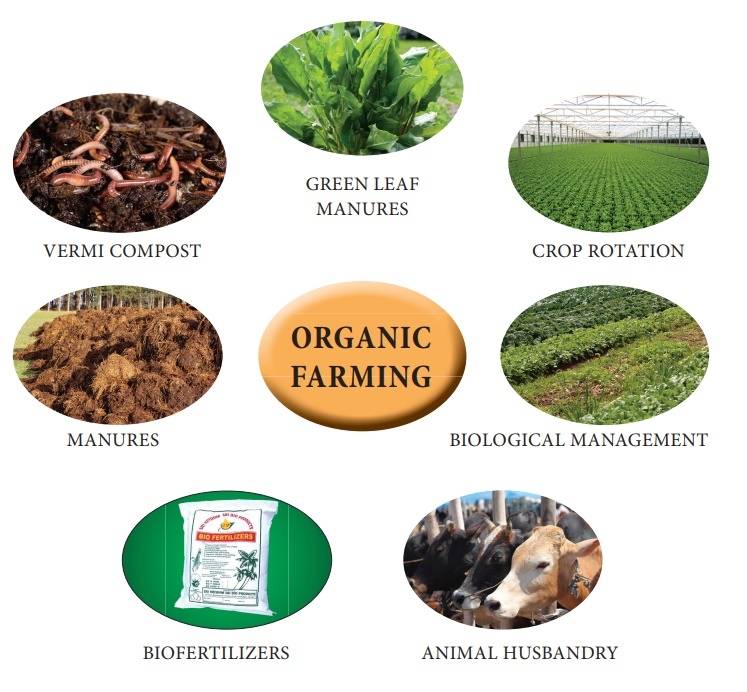 GREEN LEAF
MANURES
VERMI COMPOST
CROP ROTATION
ORGANIC
FARMING
MANURES
BIOLOGICAL MANAGEMENT
BIO FERTILIZERS
BIOFERTILIZERS
ANIMAL HUSBANDRY